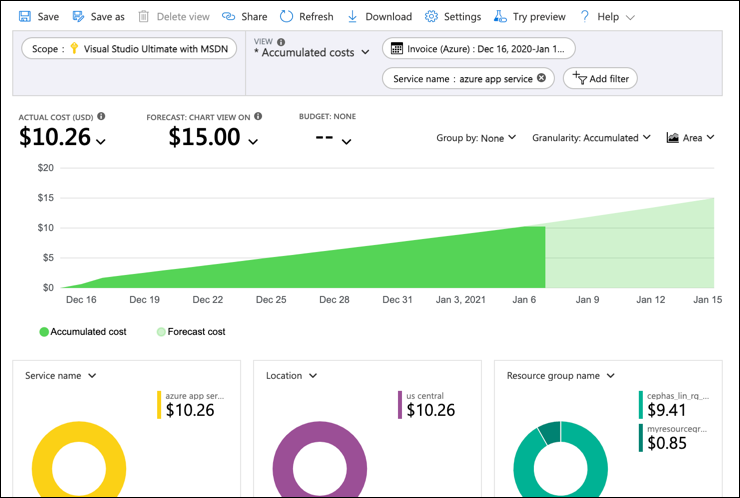 Save Save as Delete view Share Refresh Download Settings Try preview ? Help
Scope : Visual Studio Ultimate with MSDN
VIEW
* Accumulated costs
Invoice (Azure) : Dec 16, 2020-Jan 1...
Service name : azure app service
Add filter
ACTUAL COST (USD) FORECAST: CHART VIEW ON BUDGET: NONE
$10.26 $15.00 --
Group by: None Granularity: Accumulated Area
$20
$15
$10
$5
$0
Dec 16 Dec 19 Dec 22 Dec 25 Dec 28 Dec 31 Jan 3, 2021 Jan 6 Jan 9 Jan 12 Jan 15
Accumulated cost Forecast cost
Service name
azure app ser...
$10.26
Location
us central
$10.26
Resource group name
cephas_lin_rq_...
$9.41
myresourcegr...
$0.85